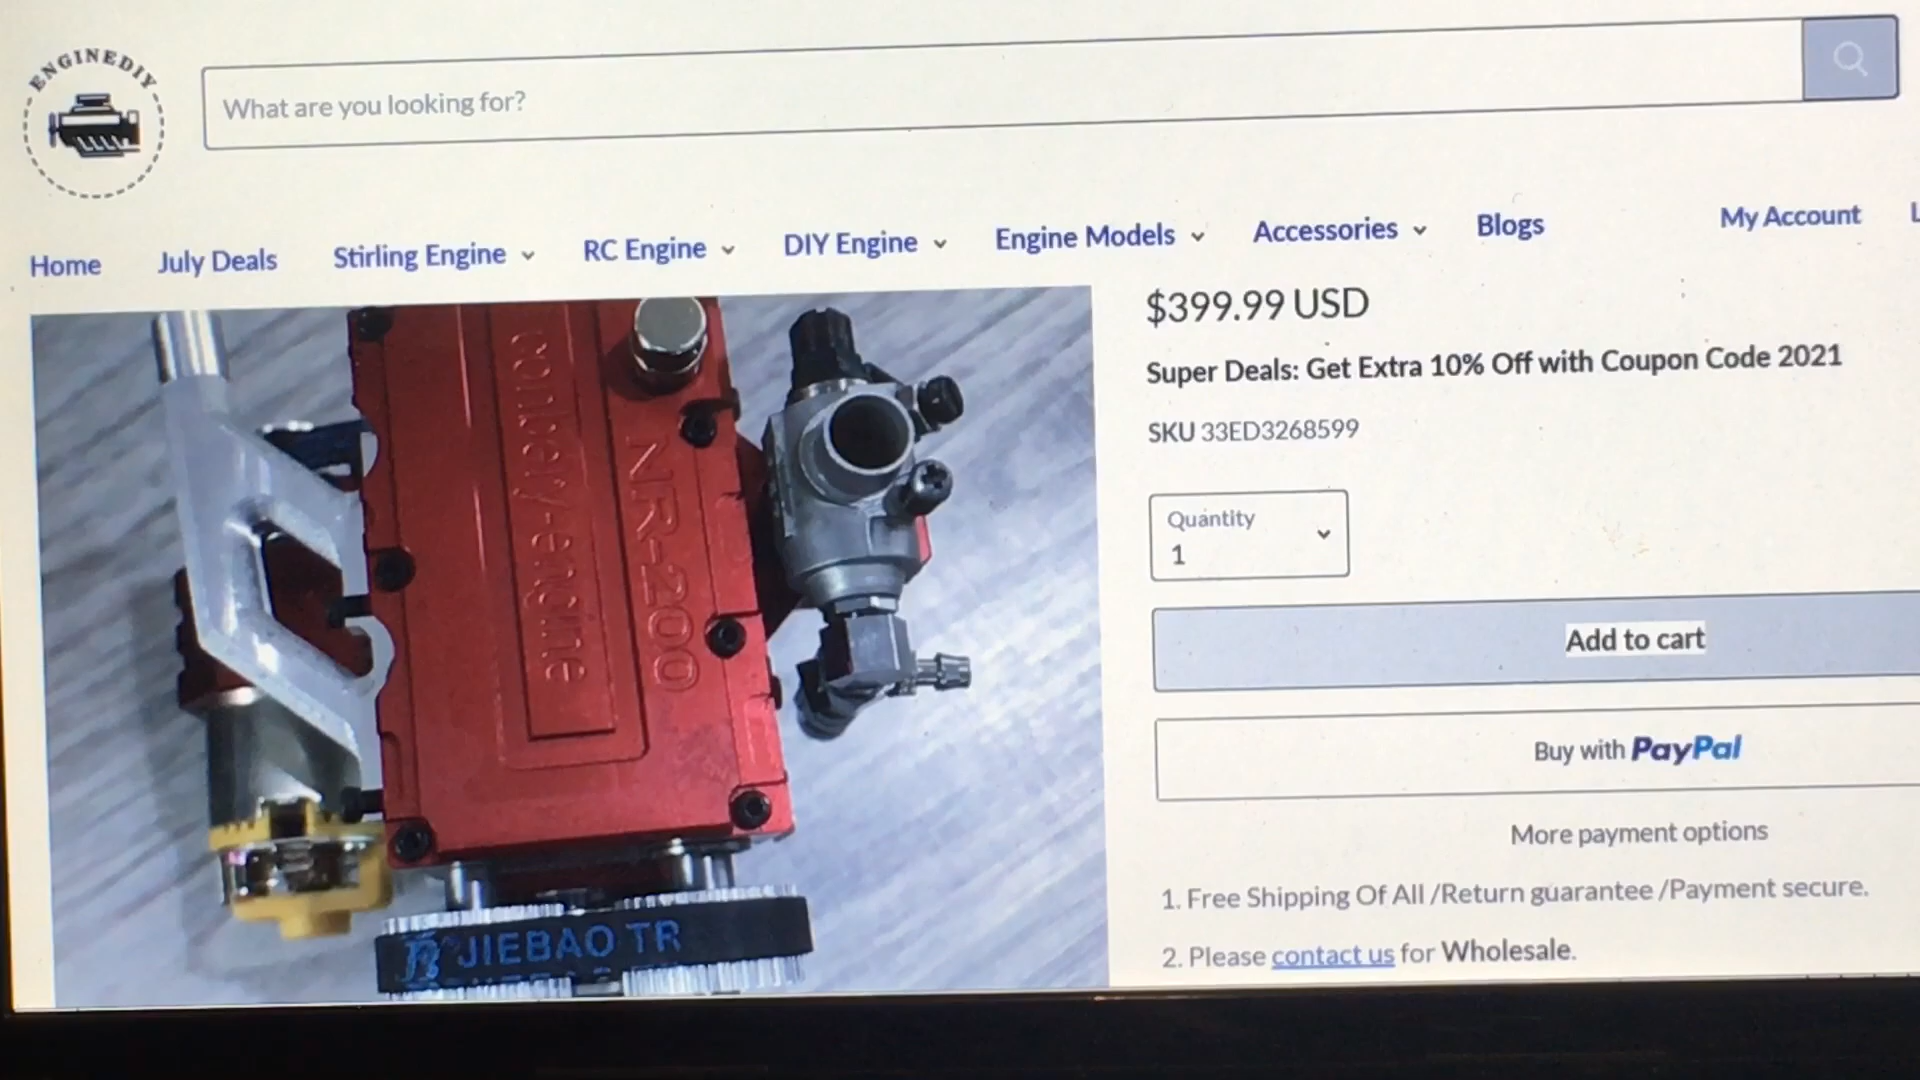 ENGINEDIY
What are you looking for?
Home July Deals Stirling Engine RC Engine DIY Engine Engine Models Accessories Blogs My Account L
$399.99 USD
Super Deals: Get Extra 10% Off with Coupon Code 2021
SKU 33ED3268599
Quantity
1
Add to cart
Buy with PayPal
More payment options
1. Free Shipping Of All /Return guarantee /Payment secure.
2. Please contact us for Wholesale.
NR-200
JIEBAO TR